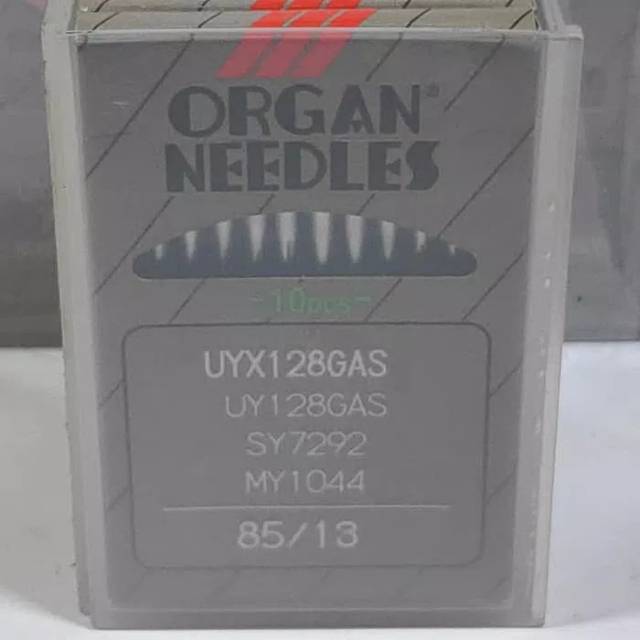 ORGAN®
NEEDLES
-10pcs-
UYX128GAS
UY128GAS
SY7292
MY1044
85/13